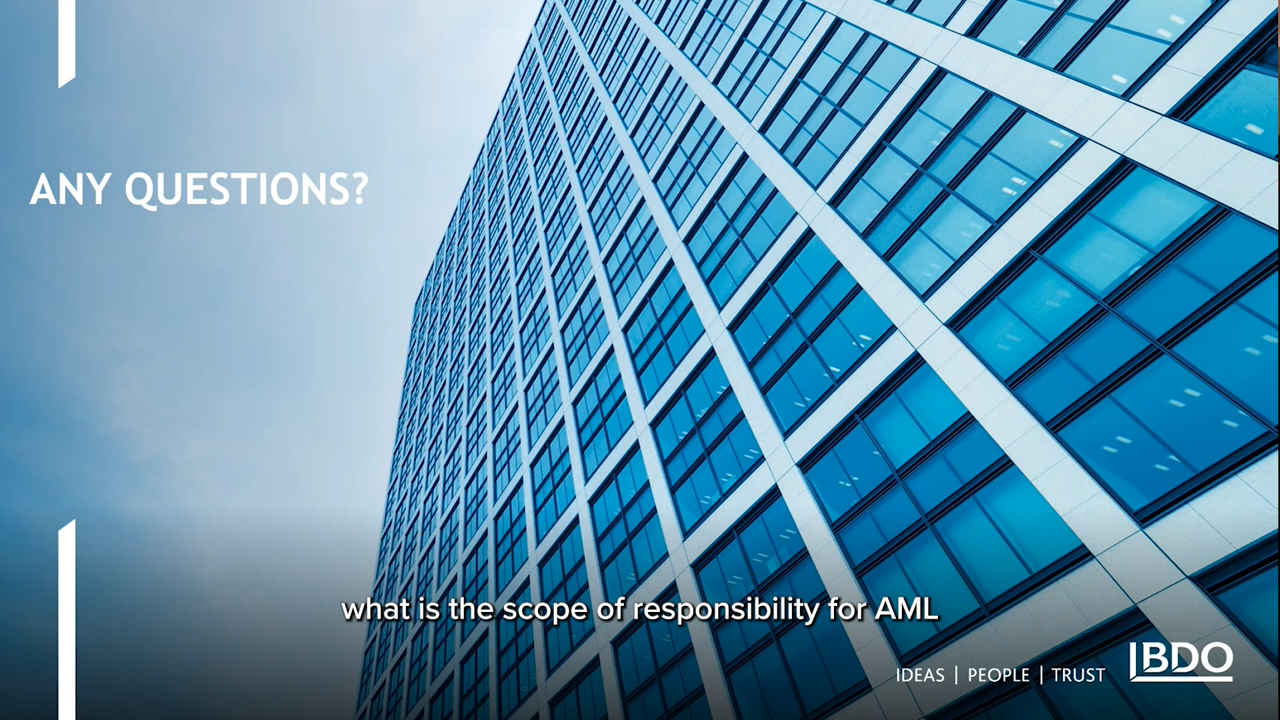 ANY QUESTIONS?
what is the scope of responsibility for AML
IDEAS | PEOPLE | TRUST
BDO